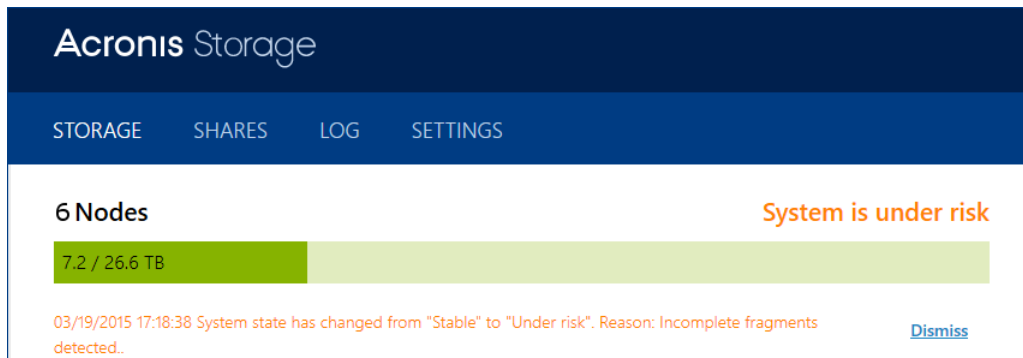 Acronis Storage
STORAGE SHARES LOG SETTINGS
6 Nodes System is under risk
7.2 / 26.6 TB
03/19/2015 17:18:38 System state has changed from "Stable" to "Under risk". Reason: Incomplete fragments
detected.. Dismiss